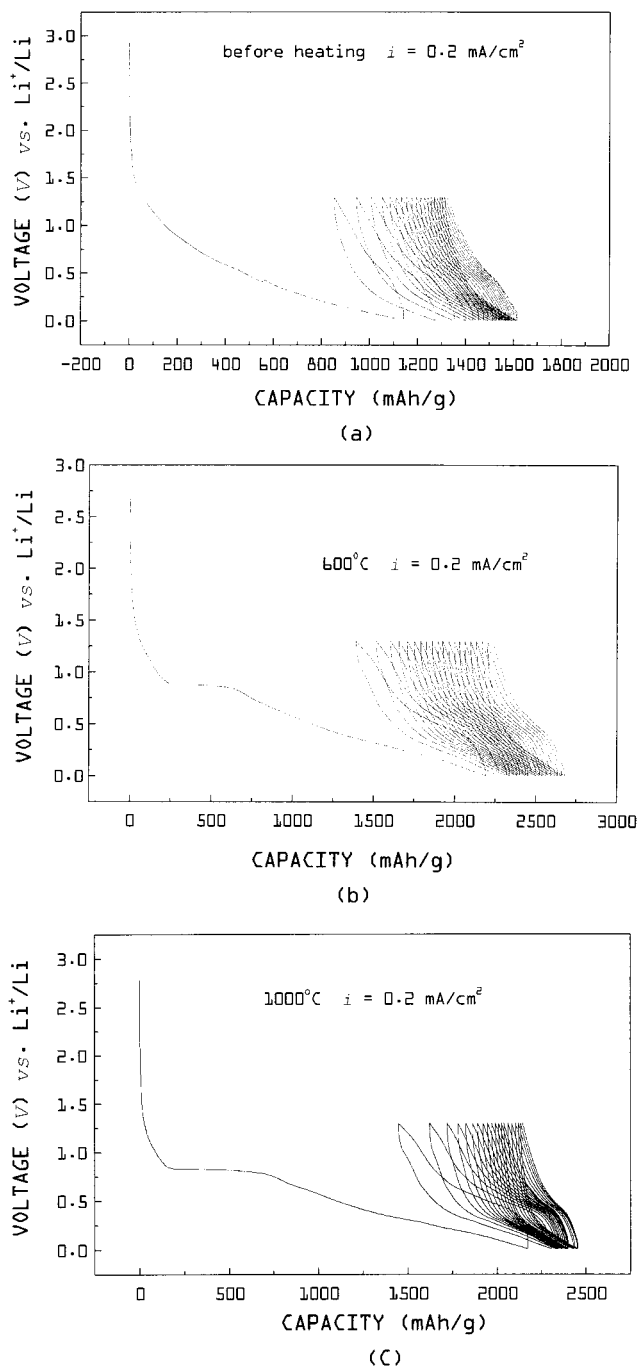 before heating i = 0.2 mA/cm²
VOLTAGE (V) vs. Li⁺/Li
3.0
2.5
2.0
1.5
1.0
0.5
0.0
-200 0 200 400 600 800 1000 1200 1400 1600 1800 2000
CAPACITY (mAh/g)
(a)
600°C i = 0.2 mA/cm²
VOLTAGE (V) vs. Li⁺/Li
3.0
2.5
2.0
1.5
1.0
0.5
0.0
0 500 1000 1500 2000 2500 3000
CAPACITY (mAh/g)
(b)
1000°C i = 0.2 mA/cm²
VOLTAGE (V) vs. Li⁺/Li
3.0
2.5
2.0
1.5
1.0
0.5
0.0
0 500 1000 1500 2000 2500
CAPACITY (mAh/g)
(C)